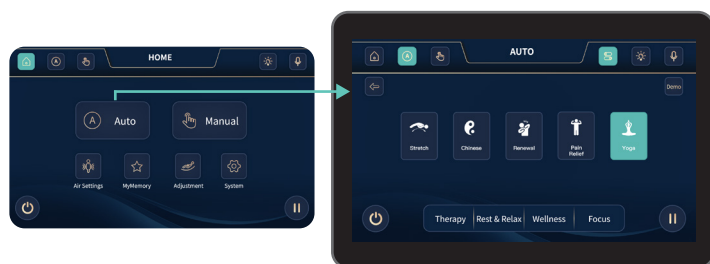 HOME
A
A Auto
Manual
Air Settings MyMemory Adjustment System
AUTO
A
Demo
Stretch Chinese Renewal Pain Relief Yoga
Therapy Rest & Relax Wellness Focus